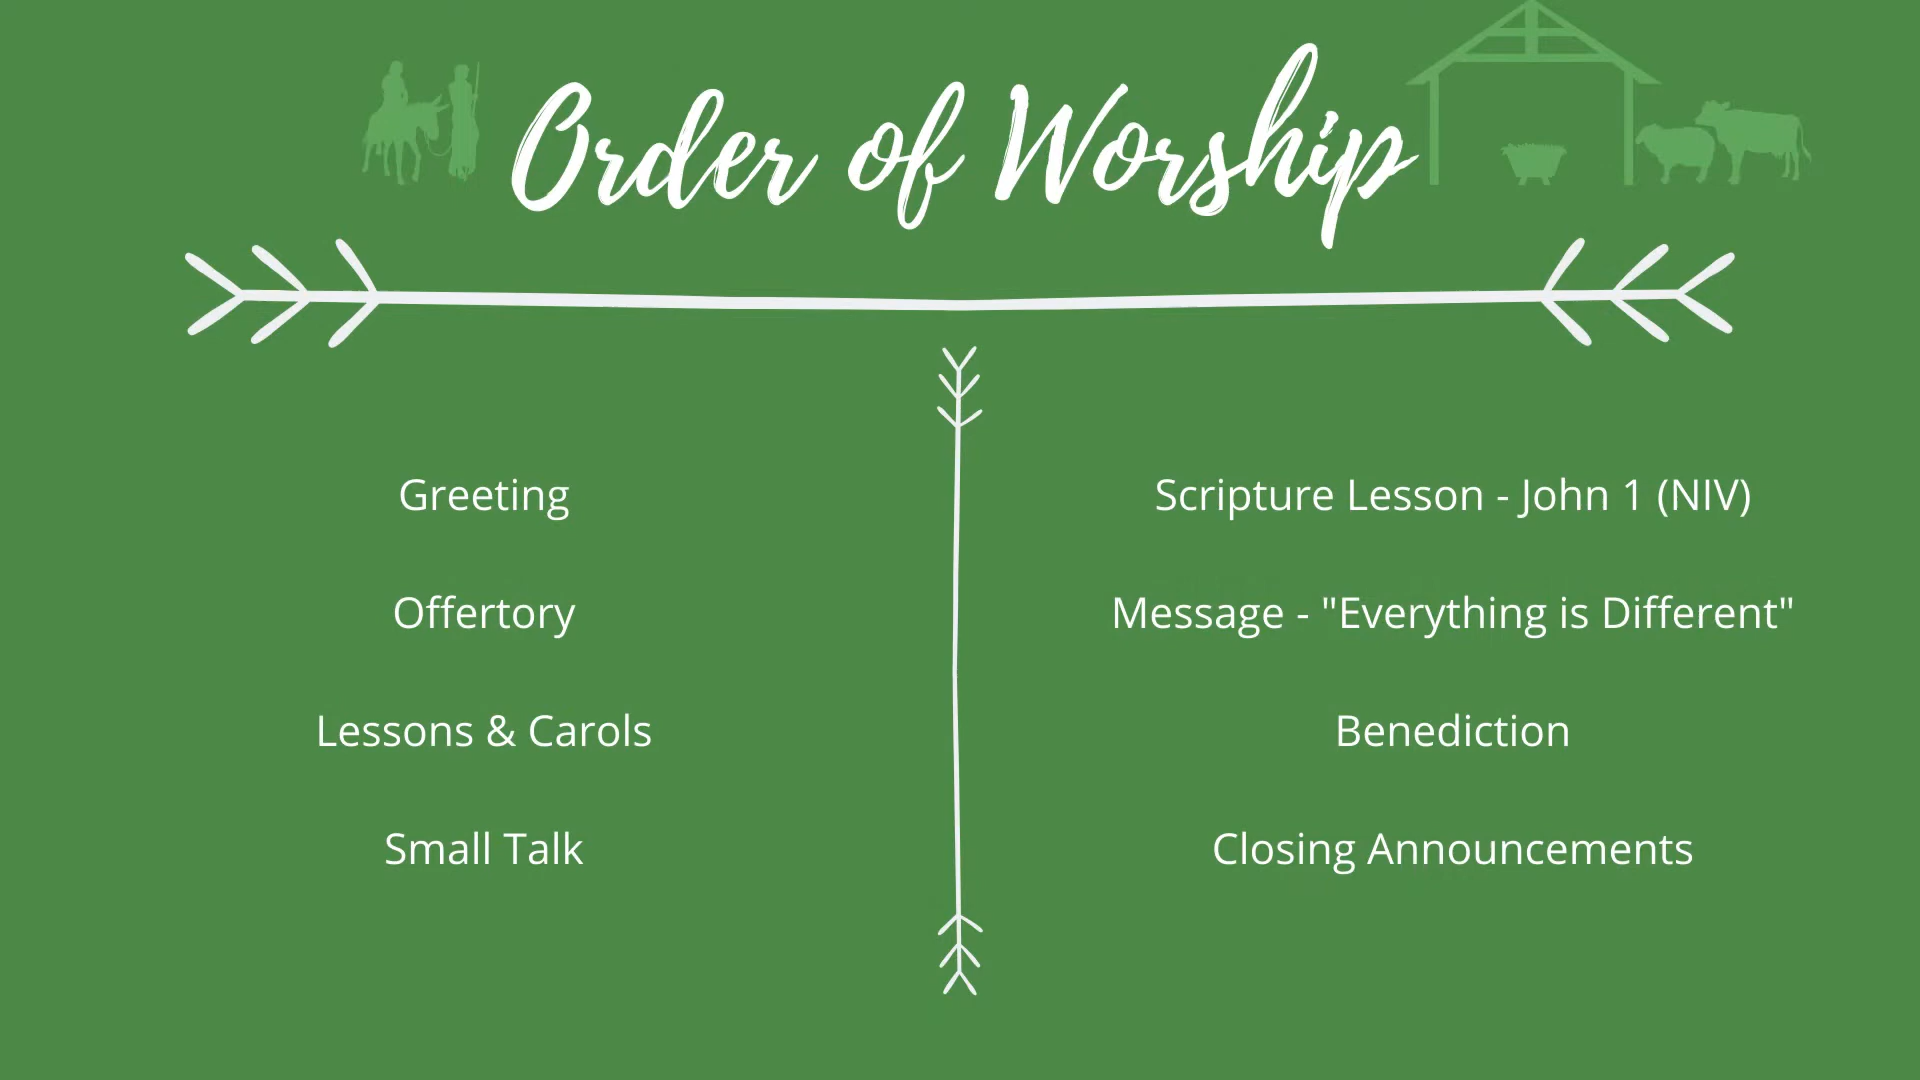 Order of Worship
Greeting
Offertory
Lessons & Carols
Small Talk
Scripture Lesson - John 1 (NIV)
Message - "Everything is Different"
Benediction
Closing Announcements